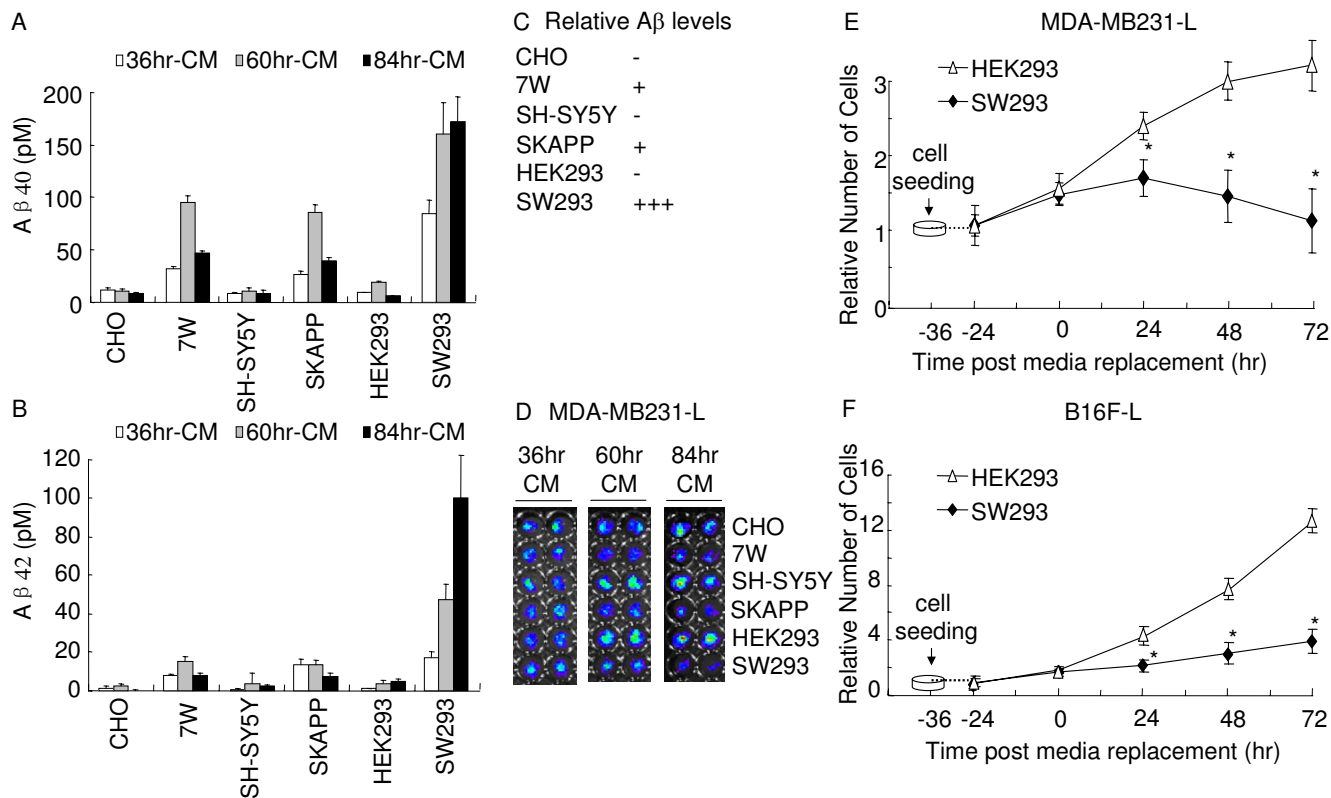 A
□36hr-CM □60hr-CM ■84hr-CM
Aβ40 (pM)
200
150
100
50
0
CHO
7W
SH-SY5Y
SKAPP
HEK293
SW293
B
□36hr-CM □60hr-CM ■84hr-CM
Aβ42 (pM)
120
100
80
60
40
20
0
CHO
7W
SH-SY5Y
SKAPP
HEK293
SW293
C Relative Aβ levels
CHO -
7W +
SH-SY5Y -
SKAPP +
HEK293 -
SW293 +++
D MDA-MB231-L
36hr CM
60hr CM
84hr CM
CHO
7W
SH-SY5Y
SKAPP
HEK293
SW293
E MDA-MB231-L
HEK293
SW293
Relative Number of Cells
3
2
1
0
cell
seeding
*
*
*
-36 -24 0 24 48 72
Time post media replacement (hr)
F B16F-L
HEK293
SW293
Relative Number of Cells
16
12
8
4
0
cell
seeding
*
*
*
-36 -24 0 24 48 72
Time post media replacement (hr)